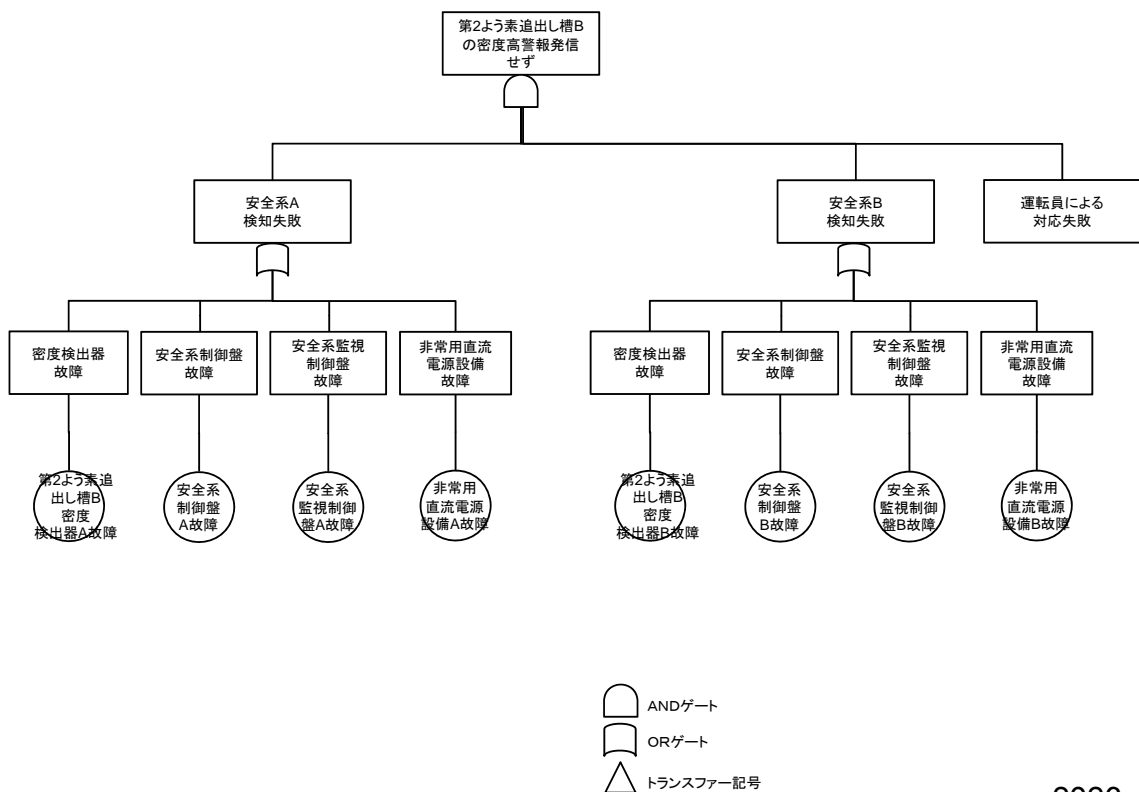 第2よう素追出し槽B
の密度高警報発信
せず
安全系A
検知失敗
安全系B
検知失敗
運転員による
対応失敗
密度検出器
故障
安全系制御盤
故障
安全系監視
制御盤
故障
非常用直流
電源設備
故障
密度検出器
故障
安全系制御盤
故障
安全系監視
制御盤
故障
非常用直流
電源設備
故障
第2よう素追
出し槽B
密度
検出器A故障
安全系
制御盤
A故障
安全系
監視制御
盤A故障
非常用
直流電源
設備A故障
第2よう素追
出し槽B
密度
検出器B故障
安全系
制御盤
B故障
安全系
監視制御
盤B故障
非常用
直流電源
設備B故障
ANDゲート
ORゲート
トランスファー記号